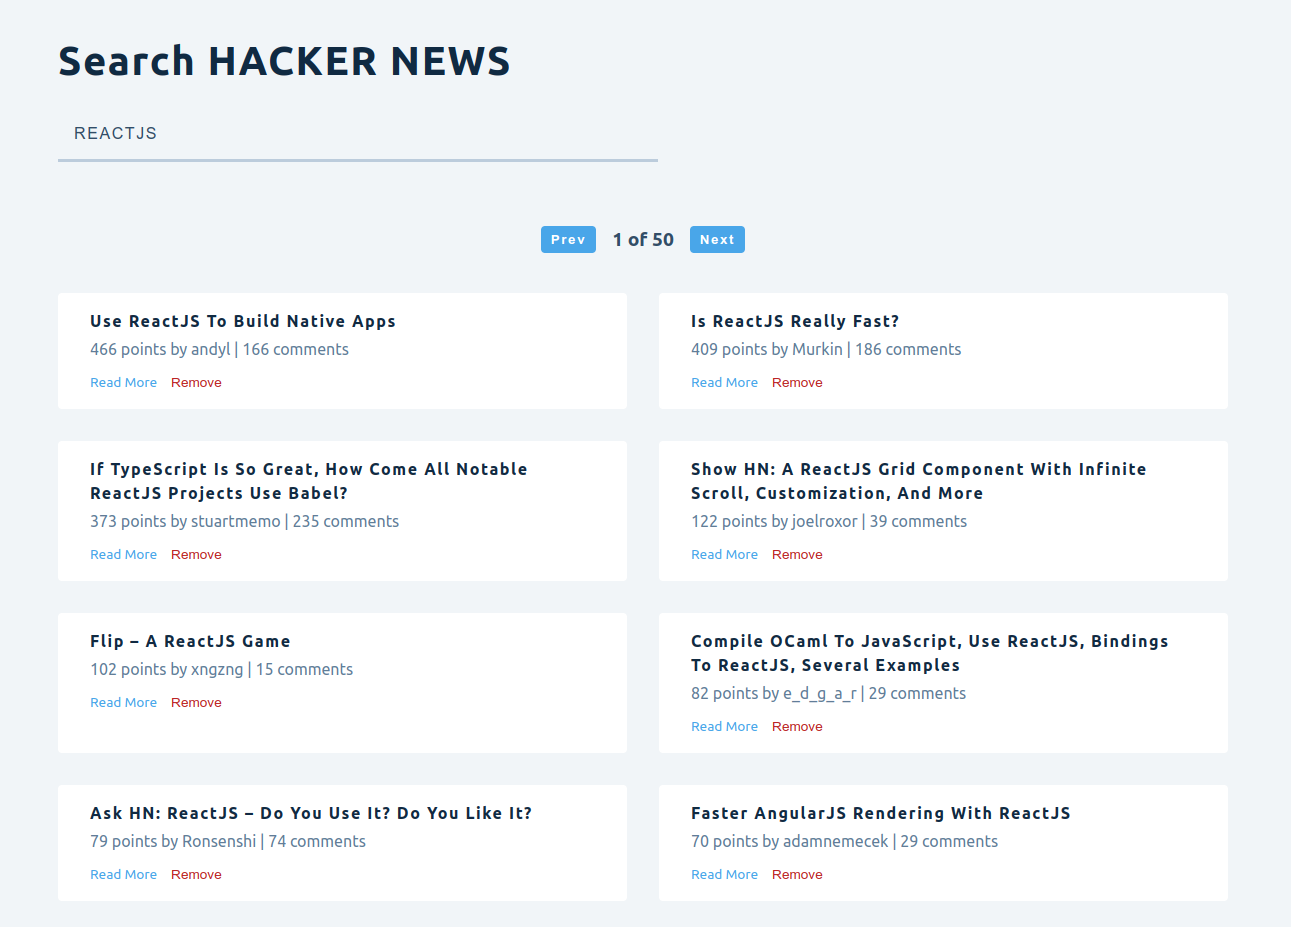 Search HACKER NEWS
REACTJS
Prev 1 of 50 Next
Use ReactJS To Build Native Apps
466 points by andyl | 166 comments
Read More Remove
Is ReactJS Really Fast?
409 points by Murkin | 186 comments
Read More Remove
If TypeScript Is So Great, How Come All Notable
ReactJS Projects Use Babel?
373 points by stuartmemo | 235 comments
Read More Remove
Show HN: A ReactJS Grid Component With Infinite
Scroll, Customization, And More
122 points by joelroxor | 39 comments
Read More Remove
Flip – A ReactJS Game
102 points by xngzng | 15 comments
Read More Remove
Compile OCaml To JavaScript, Use ReactJS, Bindings
To ReactJS, Several Examples
82 points by e_d_g_a_r | 29 comments
Read More Remove
Ask HN: ReactJS – Do You Use It? Do You Like It?
79 points by Ronsenshi | 74 comments
Read More Remove
Faster AngularJS Rendering With ReactJS
70 points by adamnemecek | 29 comments
Read More Remove